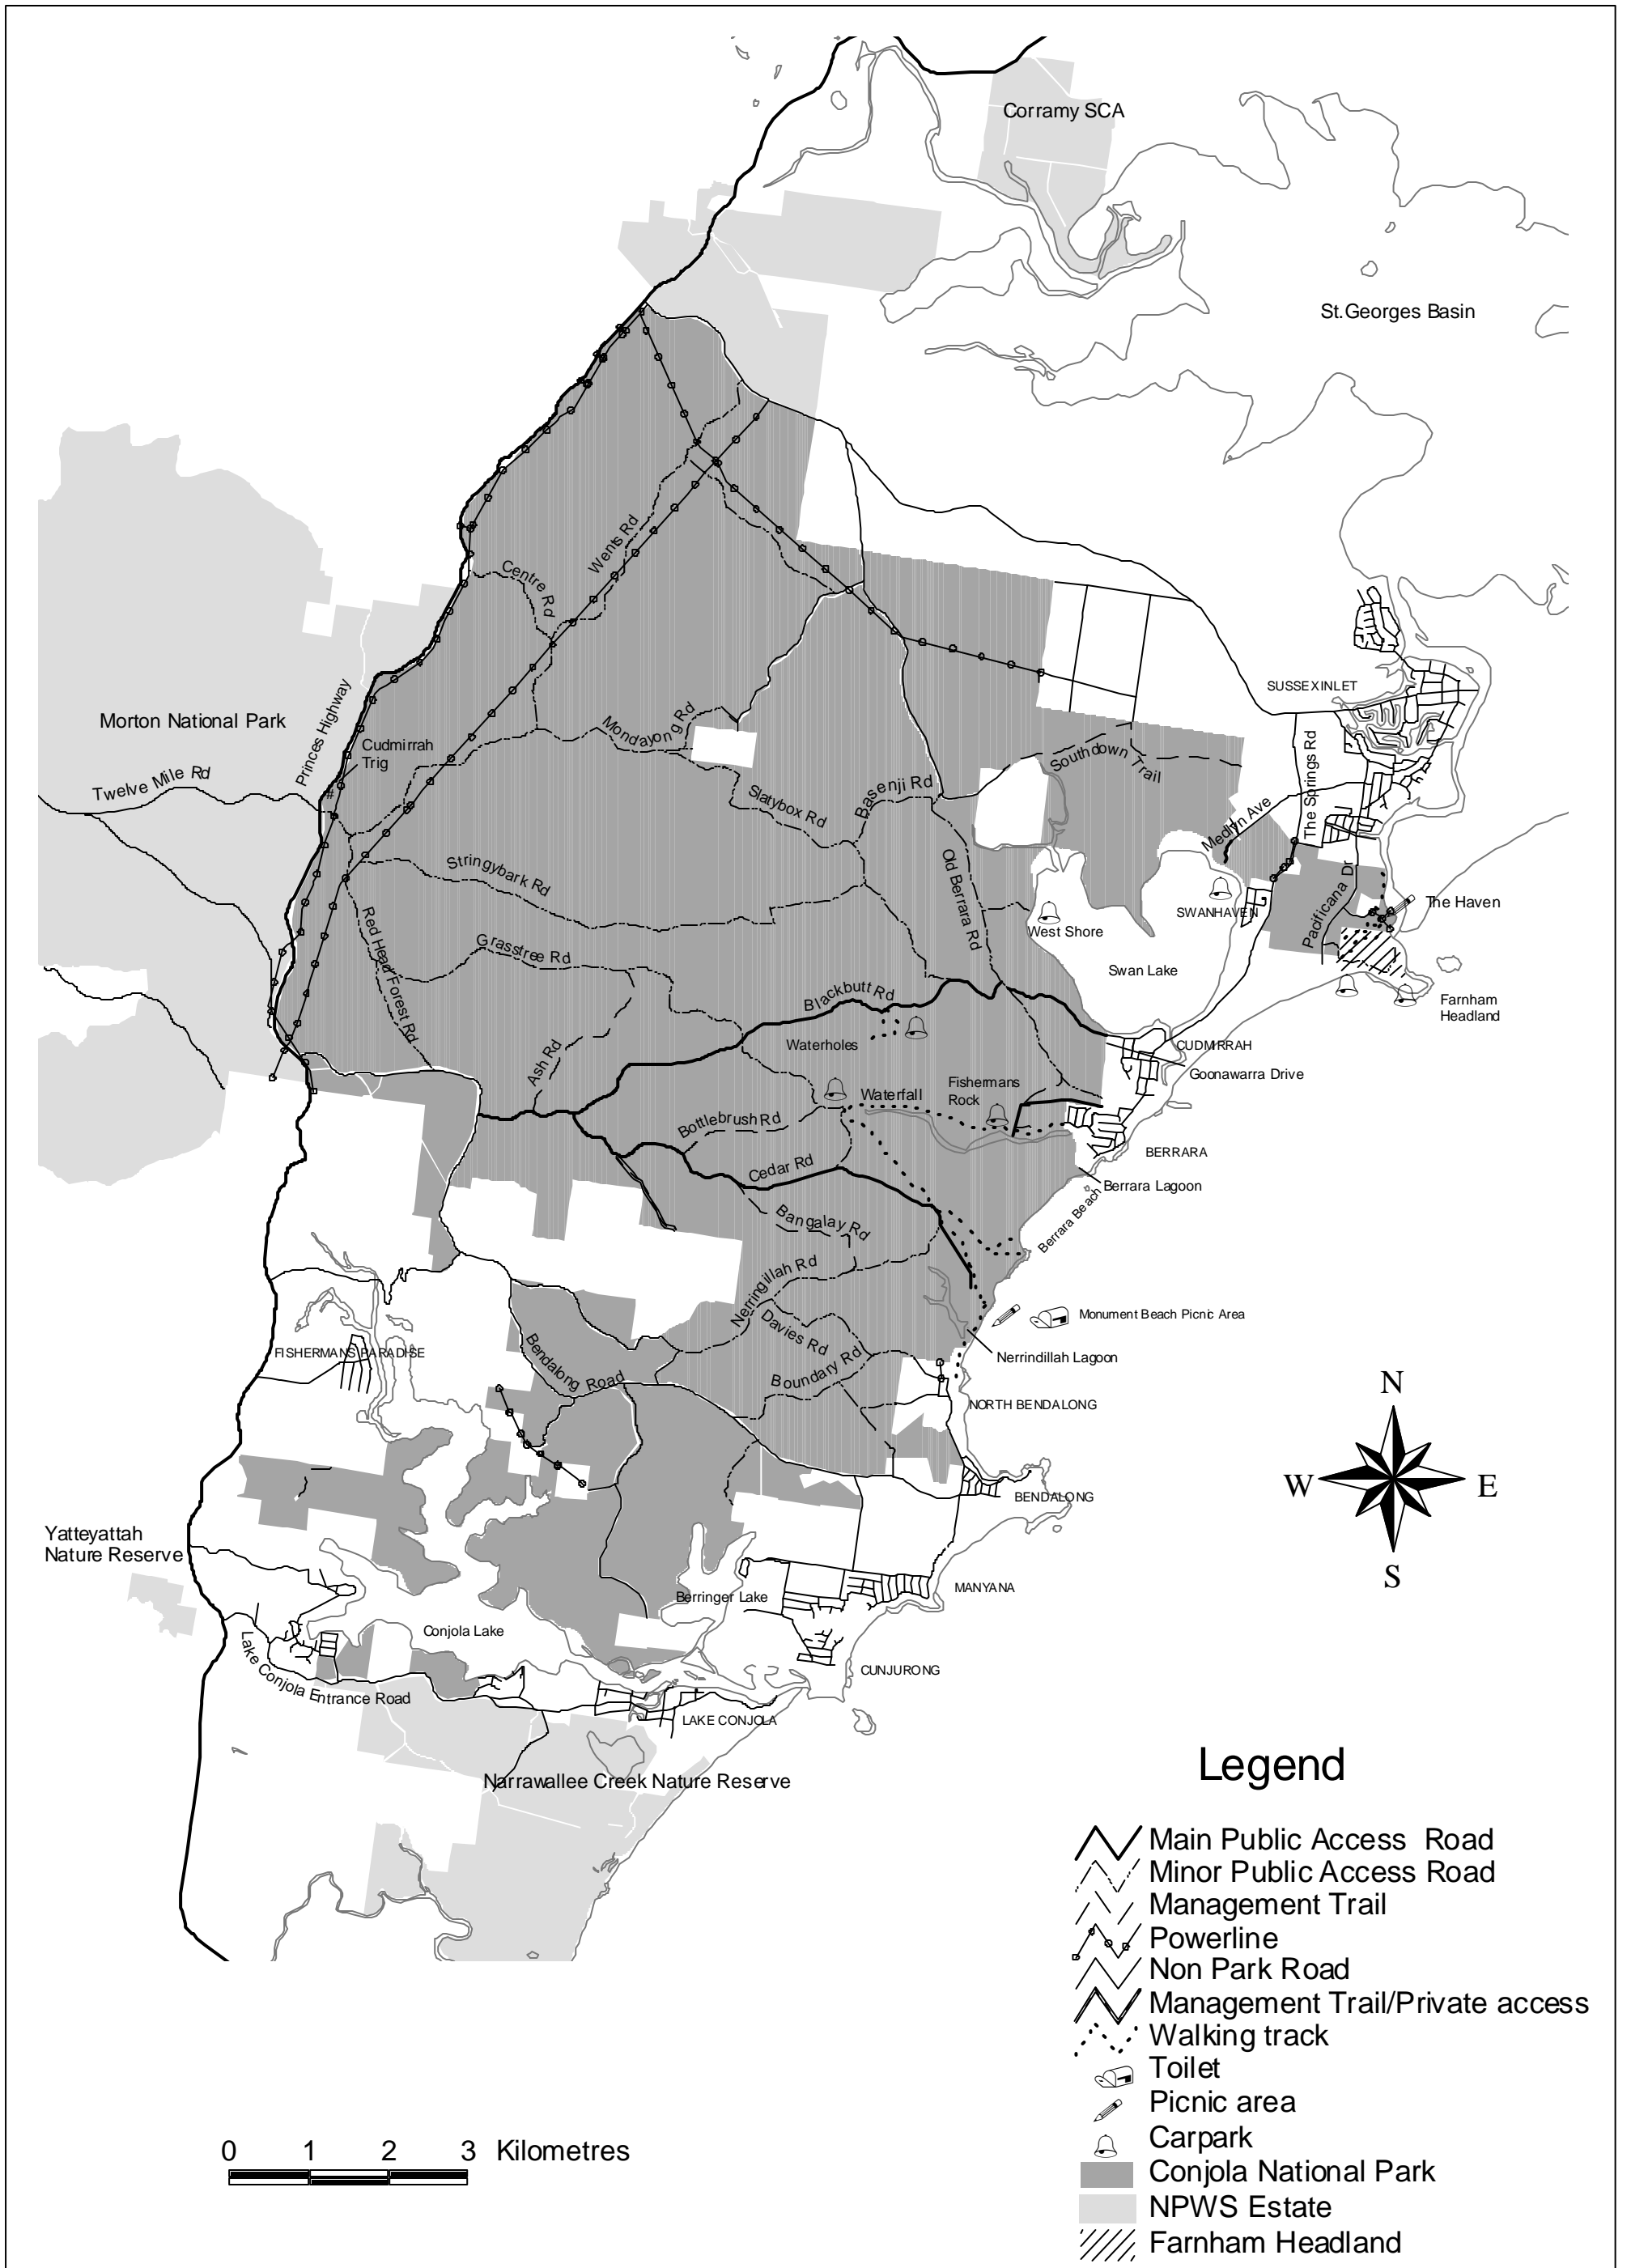 Corramy SCA
St.Georges Basin
Wents Rd
Centre Rd
Morton National Park
Princes Highway
Cudmirrah
Trig
#
Twelve Mile Rd
Mondayong Rd
SUSSEX INLET
Southdown Trail
The Springs Rd
Basenji Rd
Slatybox Rd
Medlyn Ave
Stringybark Rd
Old Berrara Rd
Pacificana Dr
The Haven
SWANHAVEN
West Shore
Red Head Forest Rd
Grasstree Rd
Swan Lake
Blackbutt Rd
Farnham
Headland
Waterholes
CUDMIRRAH
Ash Rd
Goonawarra Drive
Fishermans
Rock
Waterfall
Bottlebrush Rd
BERRARA
Cedar Rd
Berrara Lagoon
Berrara Beach
Bangalay Rd
Nerringillah Rd
Monument Beach Picnic Area
Davies Rd
FISHERMANS PARADISE
Bendalong Road
Nerrindillah Lagoon
Boundary Rd
NORTH BENDALONG
N
W
E
S
BENDALONG
Yatteyattah
Nature Reserve
MANYANA
Berringer Lake
Conjola Lake
CUNJURONG
Lake Conjola Entrance Road
LAKE CONJOLA
Narrawallee Creek Nature Reserve
Legend
Main Public Access Road
Minor Public Access Road
Management Trail
Powerline
Non Park Road
Management Trail/Private access
Walking track
Toilet
Picnic area
Carpark
Conjola National Park
NPWS Estate
Farnham Headland
0 1 2 3 Kilometres